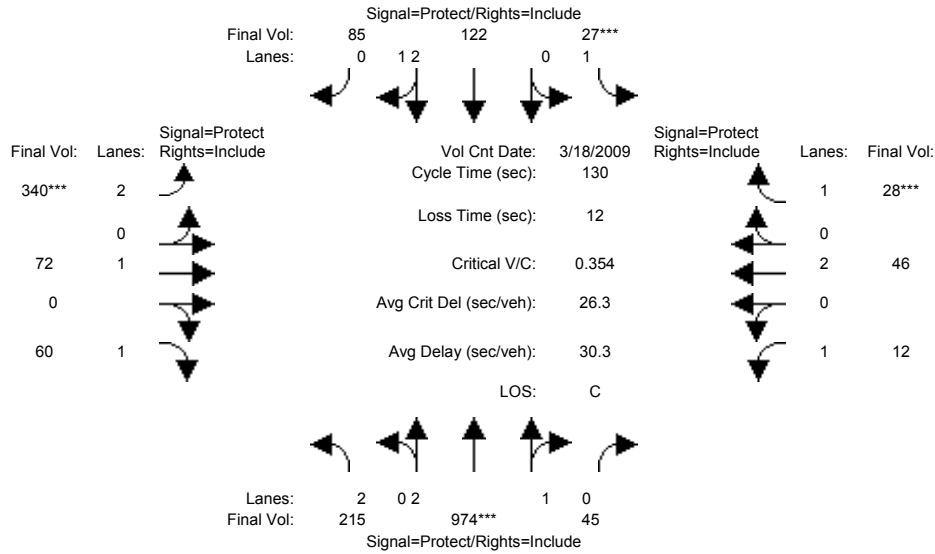 Signal=Protect/Rights=Include
Final Vol: 85 122 27***
Lanes: 0 1 2 0 1
Signal=Protect Signal=Protect
Final Vol: Lanes: Rights=Include Vol Cnt Date: 3/18/2009 Rights=Include Lanes: Final Vol:
Cycle Time (sec): 130
340*** 2 1 28***
Loss Time (sec): 12
0 0
72 1 Critical V/C: 0.354 2 46
0 Avg Crit Del (sec/veh): 26.3 0
60 1 Avg Delay (sec/veh): 30.3 1 12
LOS: C
Lanes: 2 0 2 1 0
Final Vol: 215 974*** 45
Signal=Protect/Rights=Include